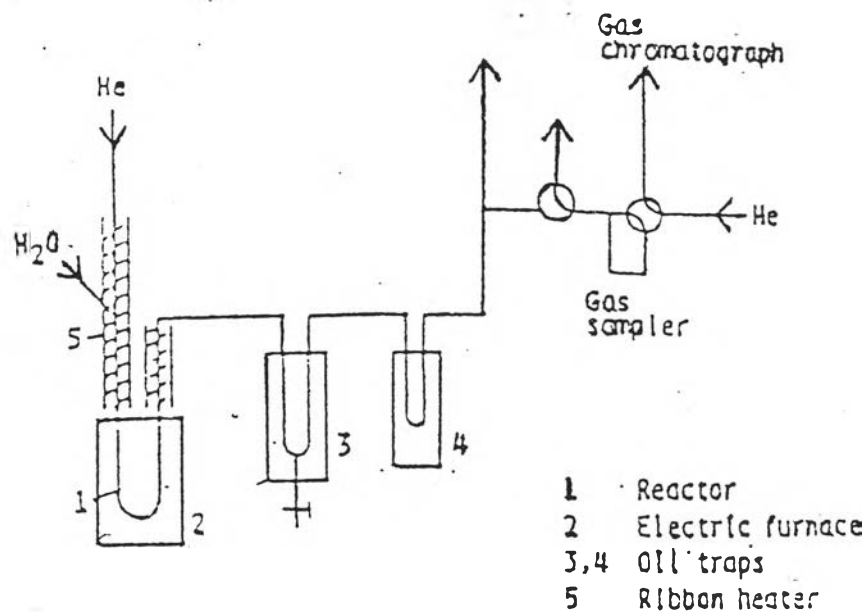 Gas
chromatograph
He
H₂O
He
5
Gas
sampler
3
4
1
2
1 Reactor
2 Electric furnace
3,4 Oil traps
5 Ribbon heater